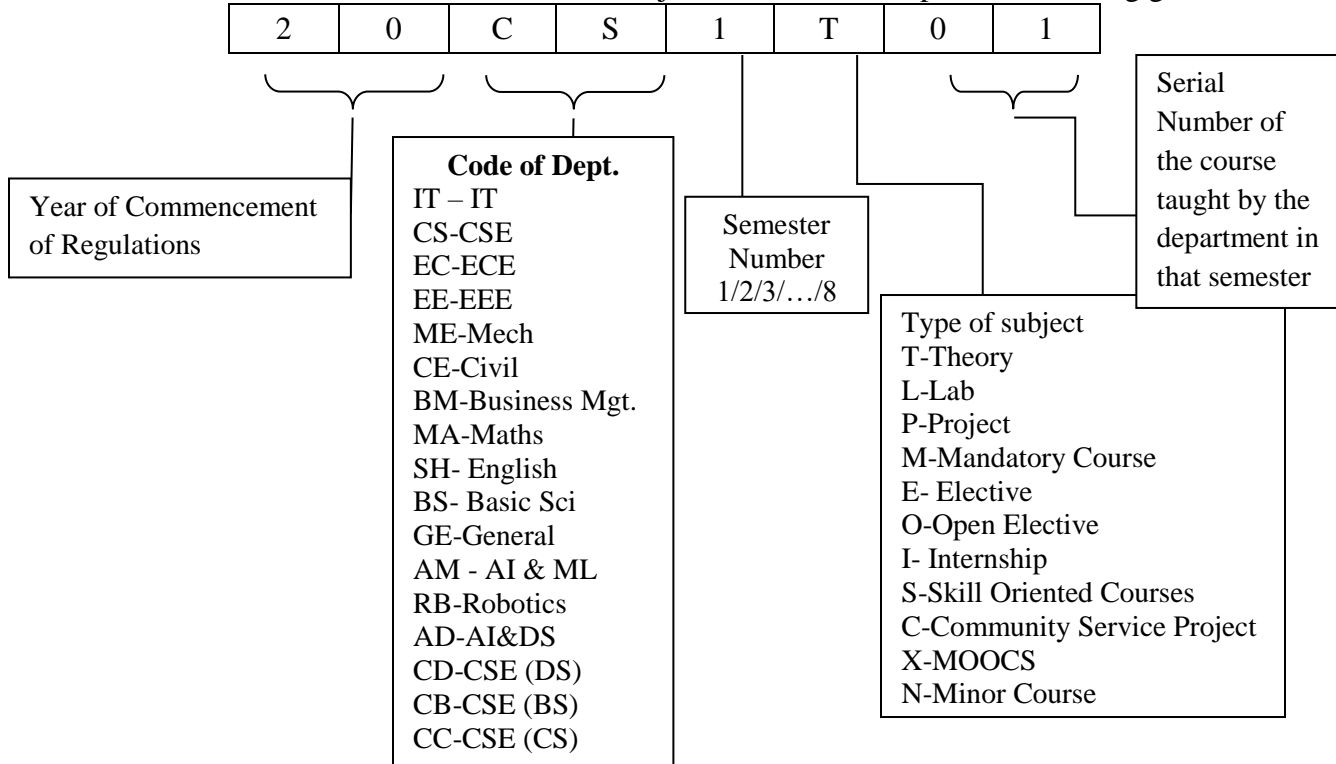 2 0 C S 1 T 0 1
Year of Commencement
of Regulations
Code of Dept.
IT – IT
CS-CSE
EC-ECE
EE-EEE
ME-Mech
CE-Civil
BM-Business Mgt.
MA-Maths
SH- English
BS- Basic Sci
GE-General
AM - AI & ML
RB-Robotics
AD-AI&DS
CD-CSE (DS)
CB-CSE (BS)
CC-CSE (CS)
Semester
Number
1/2/3/…/8
Type of subject
T-Theory
L-Lab
P-Project
M-Mandatory Course
E- Elective
O-Open Elective
I- Internship
S-Skill Oriented Courses
C-Community Service Project
X-MOOCS
N-Minor Course
Serial
Number of
the course
taught by the
department in
that semester